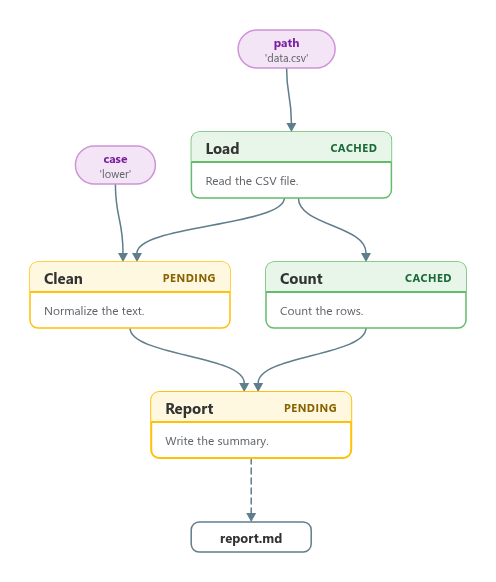 path
'data.csv'
Load CACHED
Read the CSV file.
case
'lower'
Clean PENDING
Normalize the text.
Count CACHED
Count the rows.
Report PENDING
Write the summary.
report.md